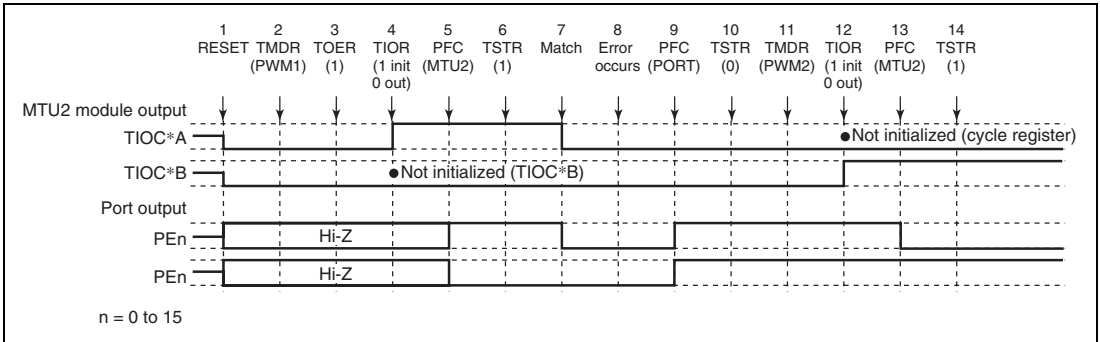 1 2 3 4 5 6 7 8 9 10 11 12 13 14
RESET TMDR TOER TIOR PFC TSTR Match Error PFC TSTR TMDR TIOR PFC TSTR
(PWM1) (1) (1 init (MTU2) (1) occurs (PORT) (0) (PWM2) (1 init (MTU2) (1)
0 out) 0 out)
MTU2 module output
TIOC*A ●Not initialized (cycle register)
TIOC*B ●Not initialized (TIOC*B)
Port output
PEn Hi-Z
PEn Hi-Z
n = 0 to 15